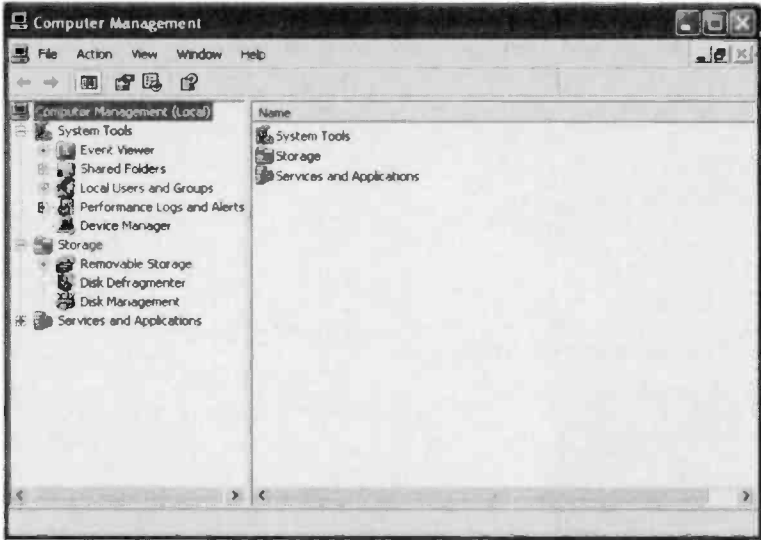 Computer Management
File Action View Window Help
Computer Management (Local)
System Tools
Event Viewer
Shared Folders
Local Users and Groups
Performance Logs and Alerts
Device Manager
Storage
Removable Storage
Disk Defragmenter
Disk Management
Services and Applications
Name
System Tools
Storage
Services and Applications